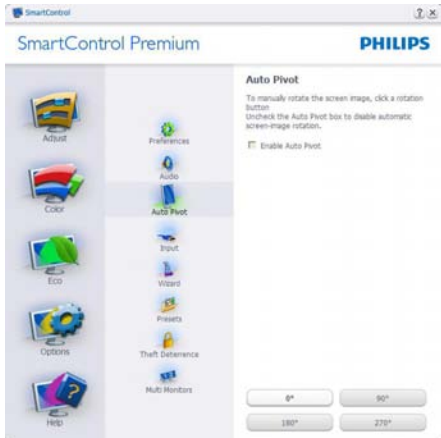 SmartControl
SmartControl Premium
PHILIPS
Adjust
Color
Eco
Options
Help
Preferences
Audio
Auto Pivot
Input
Wizard
Presets
Theft Deterrence
Multi Monitors
Auto Pivot
To manually rotate the screen image, click a rotation
button
Uncheck the Auto Pivot box to disable automatic
screen-image rotation.
Enable Auto Pivot
0°
90°
180°
270°